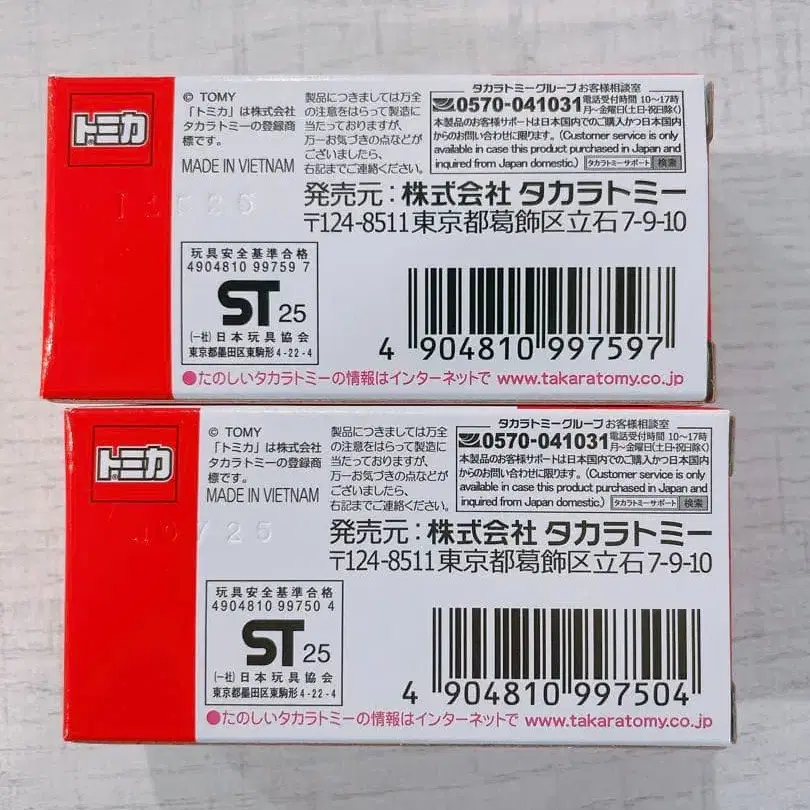 トミカ
© TOMY
「トミカ」は株式会社
タカラトミーの登録商
標です。
MADE IN VIETNAM
製品につきましては万全
の注意をはらって製造に
当たっておりますが、
万一お気づきの点などが
ございましたら、
右記までご連絡ください。
タカラトミーグループ お客様相談室
0570-041031 電話受付時間 10〜17時
月〜金曜日(土・日・祝日除く)
本製品のお客様サポートは日本国内でのご購入かつ日本国内
からのお問い合わせに限ります。(Customer service is only
available in case this product purchased in Japan and
inquired from Japan domestic.) タカラトミーサポート 検索
発売元:株式会社 タカラトミー
〒124-8511東京都葛飾区立石7-9-10
玩具安全基準合格
4904810 99759 7
ST 25
(一社)日本玩具協会
東京都墨田区東駒形4-22-4
4 904810 997597
●たのしいタカラトミーの情報はインターネットで www.takaratomy.co.jp
トミカ
© TOMY
「トミカ」は株式会社
タカラトミーの登録商
標です。
MADE IN VIETNAM
製品につきましては万全
の注意をはらって製造に
当たっておりますが、
万一お気づきの点などが
ございましたら、
右記までご連絡ください。
タカラトミーグループ お客様相談室
0570-041031 電話受付時間 10〜17時
月〜金曜日(土・日・祝日除く)
本製品のお客様サポートは日本国内でのご購入かつ日本国内
からのお問い合わせに限ります。(Customer service is only
available in case this product purchased in Japan and
inquired from Japan domestic.) タカラトミーサポート 検索
発売元:株式会社 タカラトミー
〒124-8511東京都葛飾区立石7-9-10
玩具安全基準合格
4904810 99750 4
ST 25
(一社)日本玩具協会
東京都墨田区東駒形4-22-4
4 904810 997504
●たのしいタカラトミーの情報はインターネットで www.takaratomy.co.jp